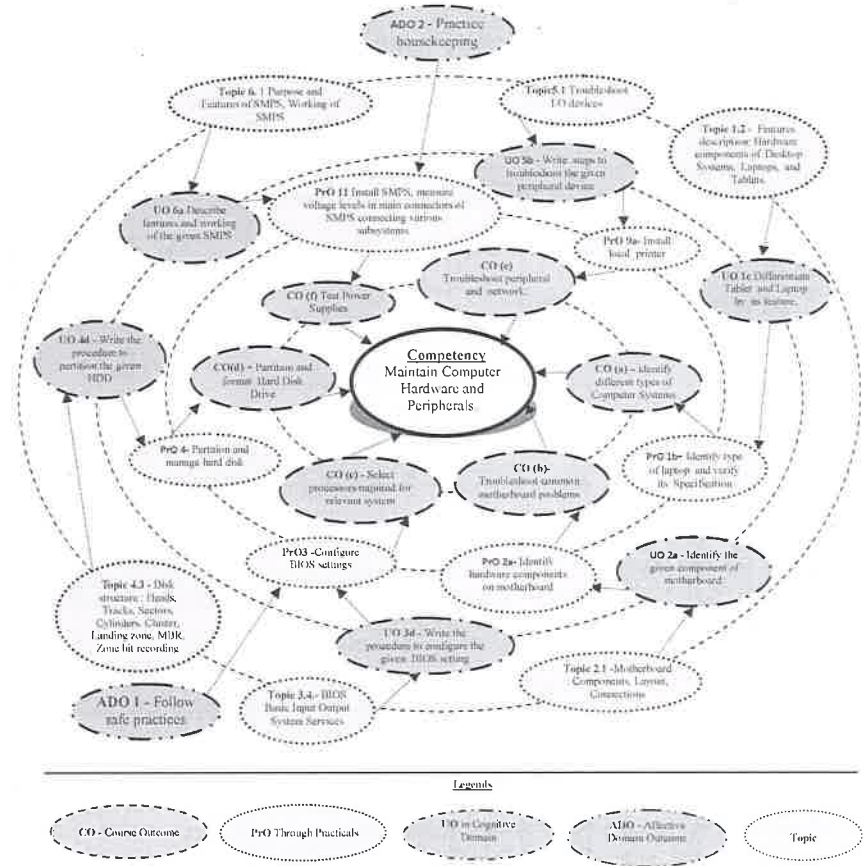 ADO 2 - Practice
housekeeping
Topic 6. 1 Purpose and
Features of SMPS, Working of
SMPS
Topic5.1 Troubleshoot
I/O devices
Topic 1.2 - Features
description: Hardware
components of Desktop
Systems, Laptops, and
Tablets.
UO 5b - Write steps to
troubleshoot the given
peripheral device
PrO 11 Install SMPS, measure
voltage levels in main connectors of
SMPS connecting various
subsystems.
UO 6a Describe
features and working
of the given SMPS
PrO 9a- Install
local printer
CO (e)
Troubleshoot peripheral
and network.
UO 1c Differentiate
Tablet and Laptop
by its feature.
CO (f) Test Power
Supplies
UO 4d - Write the
procedure to
partition the given
HDD
CO(d) - Partition and
format Hard Disk
Drive
Competency
Maintain Computer
Hardware and
Peripherals
CO (a) - identify
different types of
Computer Systems
PrO 4- Partition and
manage hard disk
CO (c) - Select
processors required for
relevant system
CO (b)-
Troubleshoot common
motherboard problems
PrO 1b- Identify type
of laptop and verify
its Specification
PrO3 -Configure
BIOS settings
PrO 2a- Identify
hardware components
on motherboard
UO 2a - Identify the
given component of
motherboard
Topic 4.3 - Disk
structure : Heads,
Tracks, Sectors,
Cylinders, Cluster,
Landing zone, MBR,
Zone bit recording
UO 3d - Write the
procedure to configure the
given BIOS setting
Topic 2.1 -Motherboard
Components, Layout,
Connections
ADO 1 - Follow
safe practices
Topic 3.4.- BIOS
Basic Input Output
System Services
Legends
CO - Course Outcome
PrO Through Practicals
UO in Cognitive
Domain
ADO - Affective
Domain Outcome
Topic